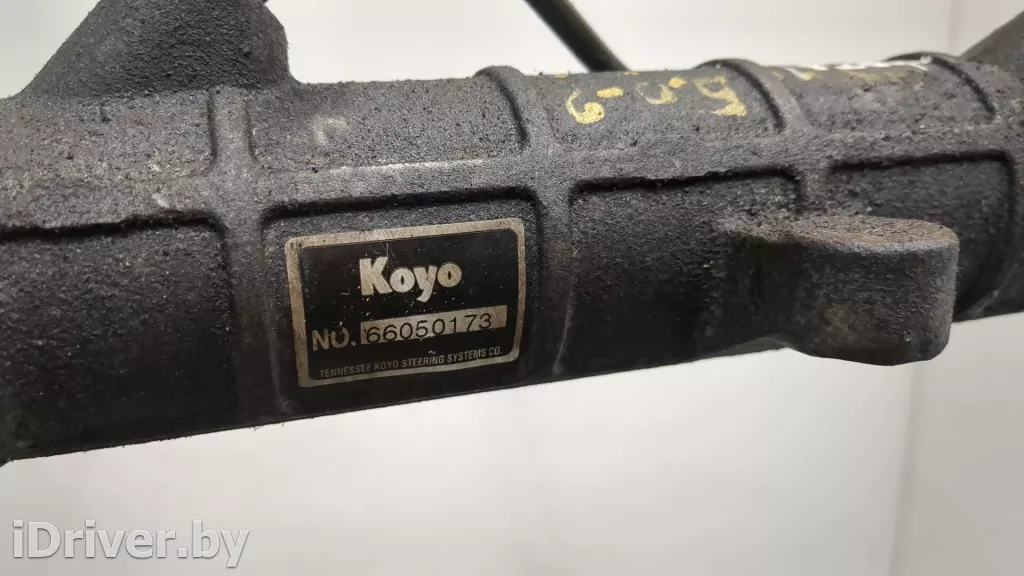 Koyo
NO. 66050173
TENNESSEE KOYO STEERING SYSTEMS CO.
iDriver.by